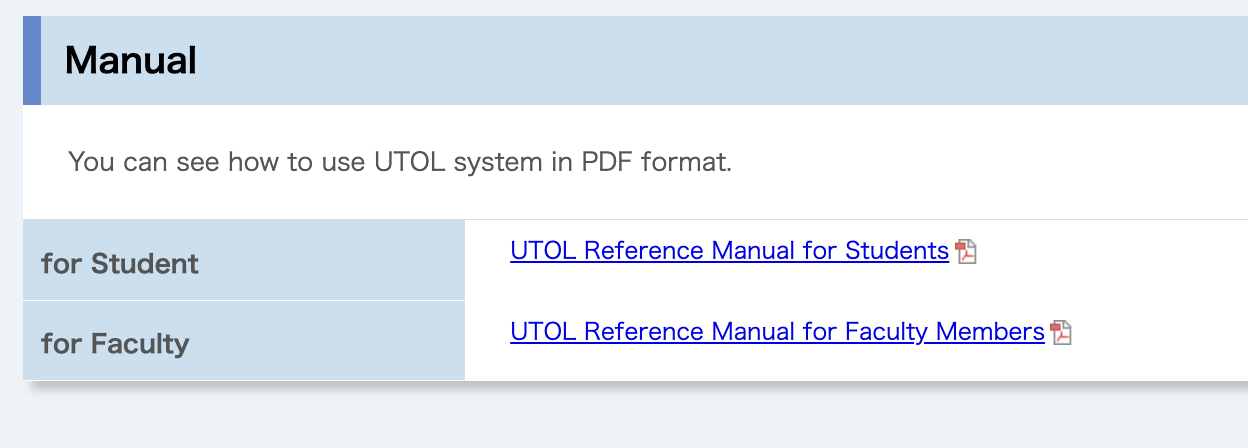 Manual
You can see how to use UTOL system in PDF format.
for Student
UTOL Reference Manual for Students
for Faculty
UTOL Reference Manual for Faculty Members